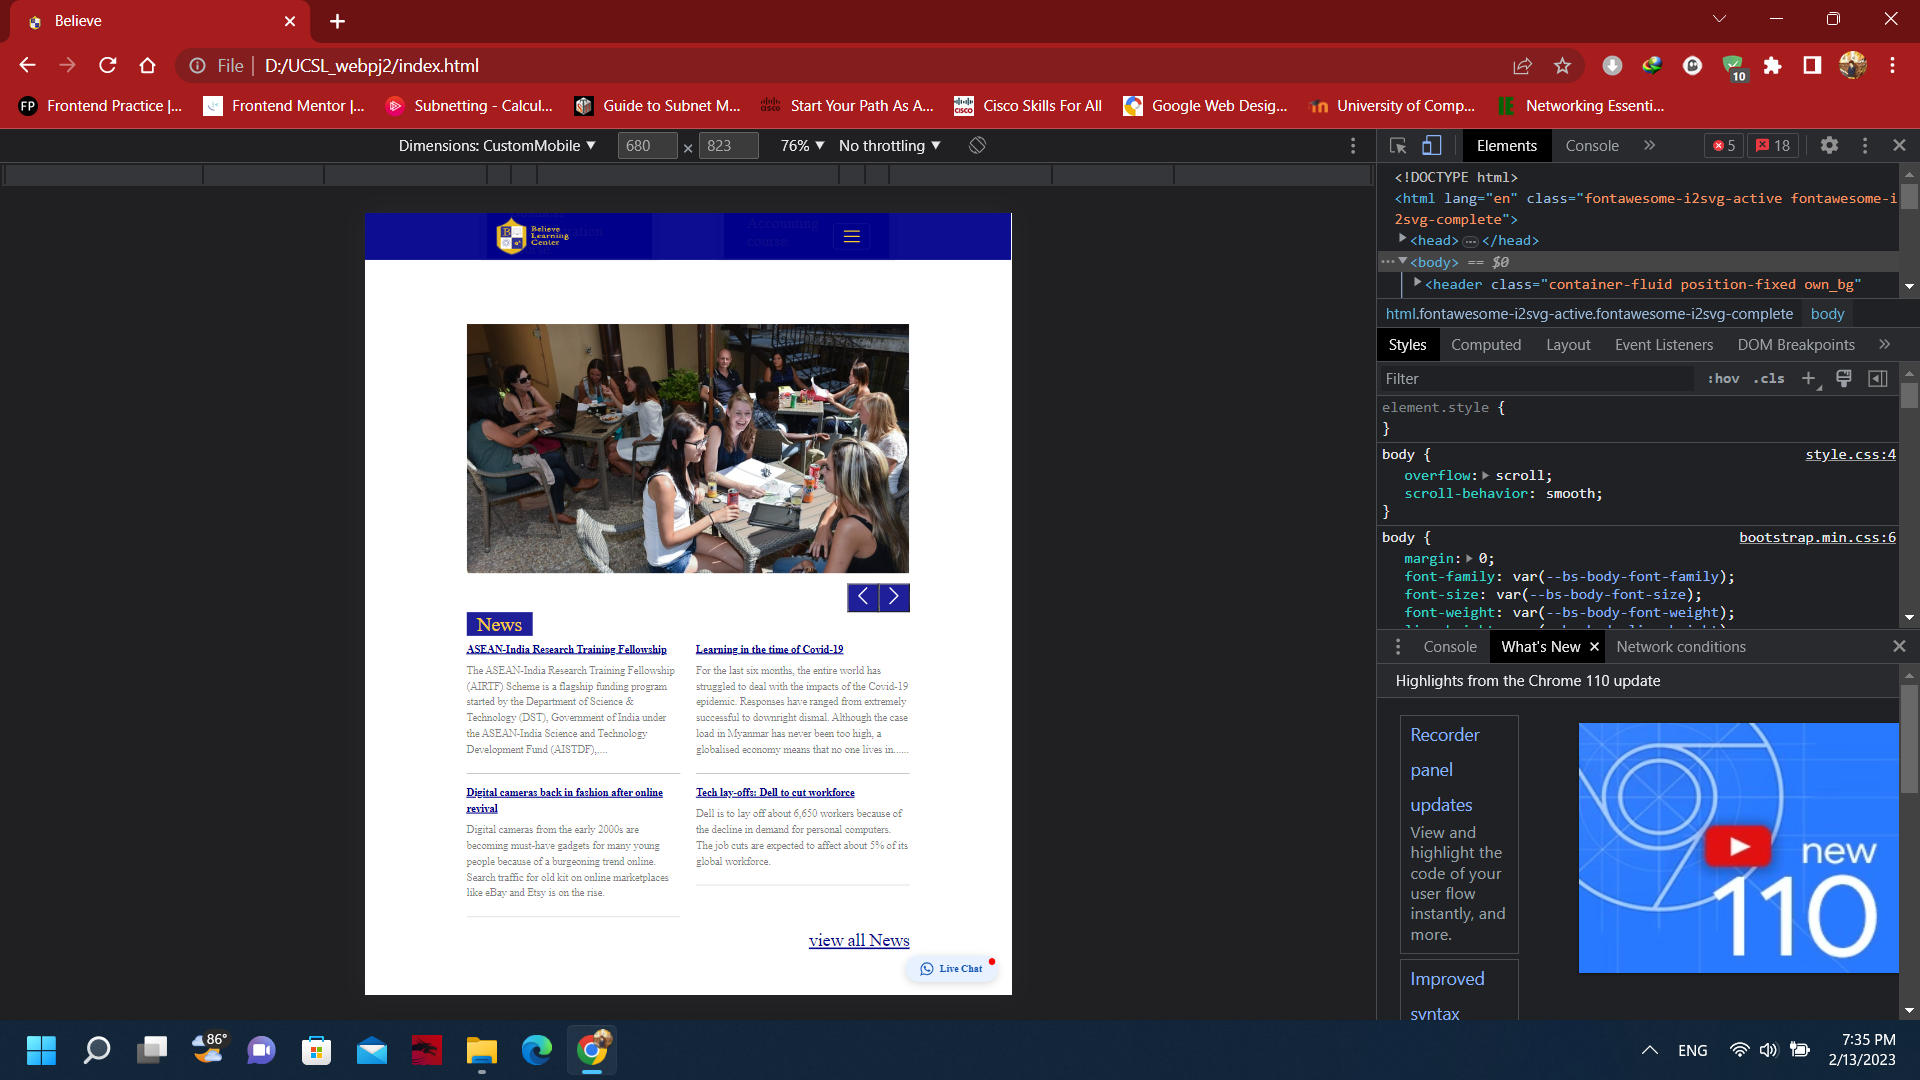 Believe
File
D:/UCSL_webpj2/index.html
10
FP Frontend Practice |...
Frontend Mentor |...
Subnetting - Calcul...
Guide to Subnet M...
Start Your Path As A...
Cisco Skills For All
Google Web Desig...
University of Comp...
Networking Essenti...
Dimensions: CustomMobile
680 × 823
76%
No throttling
Elements
Console
5
18
<!DOCTYPE html>
<html lang="en" class="fontawesome-i2svg-active fontawesome-i
2svg-complete">
<head> … </head>
<body> == $0
<header class="container-fluid position-fixed own_bg"
html.fontawesome-i2svg-active.fontawesome-i2svg-complete
body
Styles
Computed
Layout
Event Listeners
DOM Breakpoints
Filter
:hov
.cls
element.style {
}
body {
style.css:4
overflow: scroll;
scroll-behavior: smooth;
}
body {
bootstrap.min.css:6
margin: 0;
font-family: var(--bs-body-font-family);
font-size: var(--bs-body-font-size);
font-weight: var(--bs-body-font-weight);
Console
What's New
Network conditions
Highlights from the Chrome 110 update
Recorder
panel
updates
View and
highlight the
code of your
user flow
instantly, and
more.
Improved
syntax
new
110
Believe
Learning
Center
Accounting
course
News
ASEAN-India Research Training Fellowship
The ASEAN-India Research Training Fellowship
(AIRTF) Scheme is a flagship funding program
started by the Department of Science &
Technology (DST), Government of India under
the ASEAN-India Science and Technology
Development Fund (AISTDF),...
Learning in the time of Covid-19
For the last six months, the entire world has
struggled to deal with the impacts of the Covid-19
epidemic. Responses have ranged from extremely
successful to downright dismal. Although the case
load in Myanmar has never been too high, a
globalised economy means that no one lives in......
Digital cameras back in fashion after online
revival
Digital cameras from the early 2000s are
becoming must-have gadgets for many young
people because of a burgeoning trend online.
Search traffic for old kit on online marketplaces
like eBay and Etsy is on the rise.
Tech lay-offs: Dell to cut workforce
Dell is to lay off about 6,650 workers because of
the decline in demand for personal computers.
The job cuts are expected to affect about 5% of its
global workforce.
view all News
Live Chat
86°
ENG
7:35 PM
2/13/2023